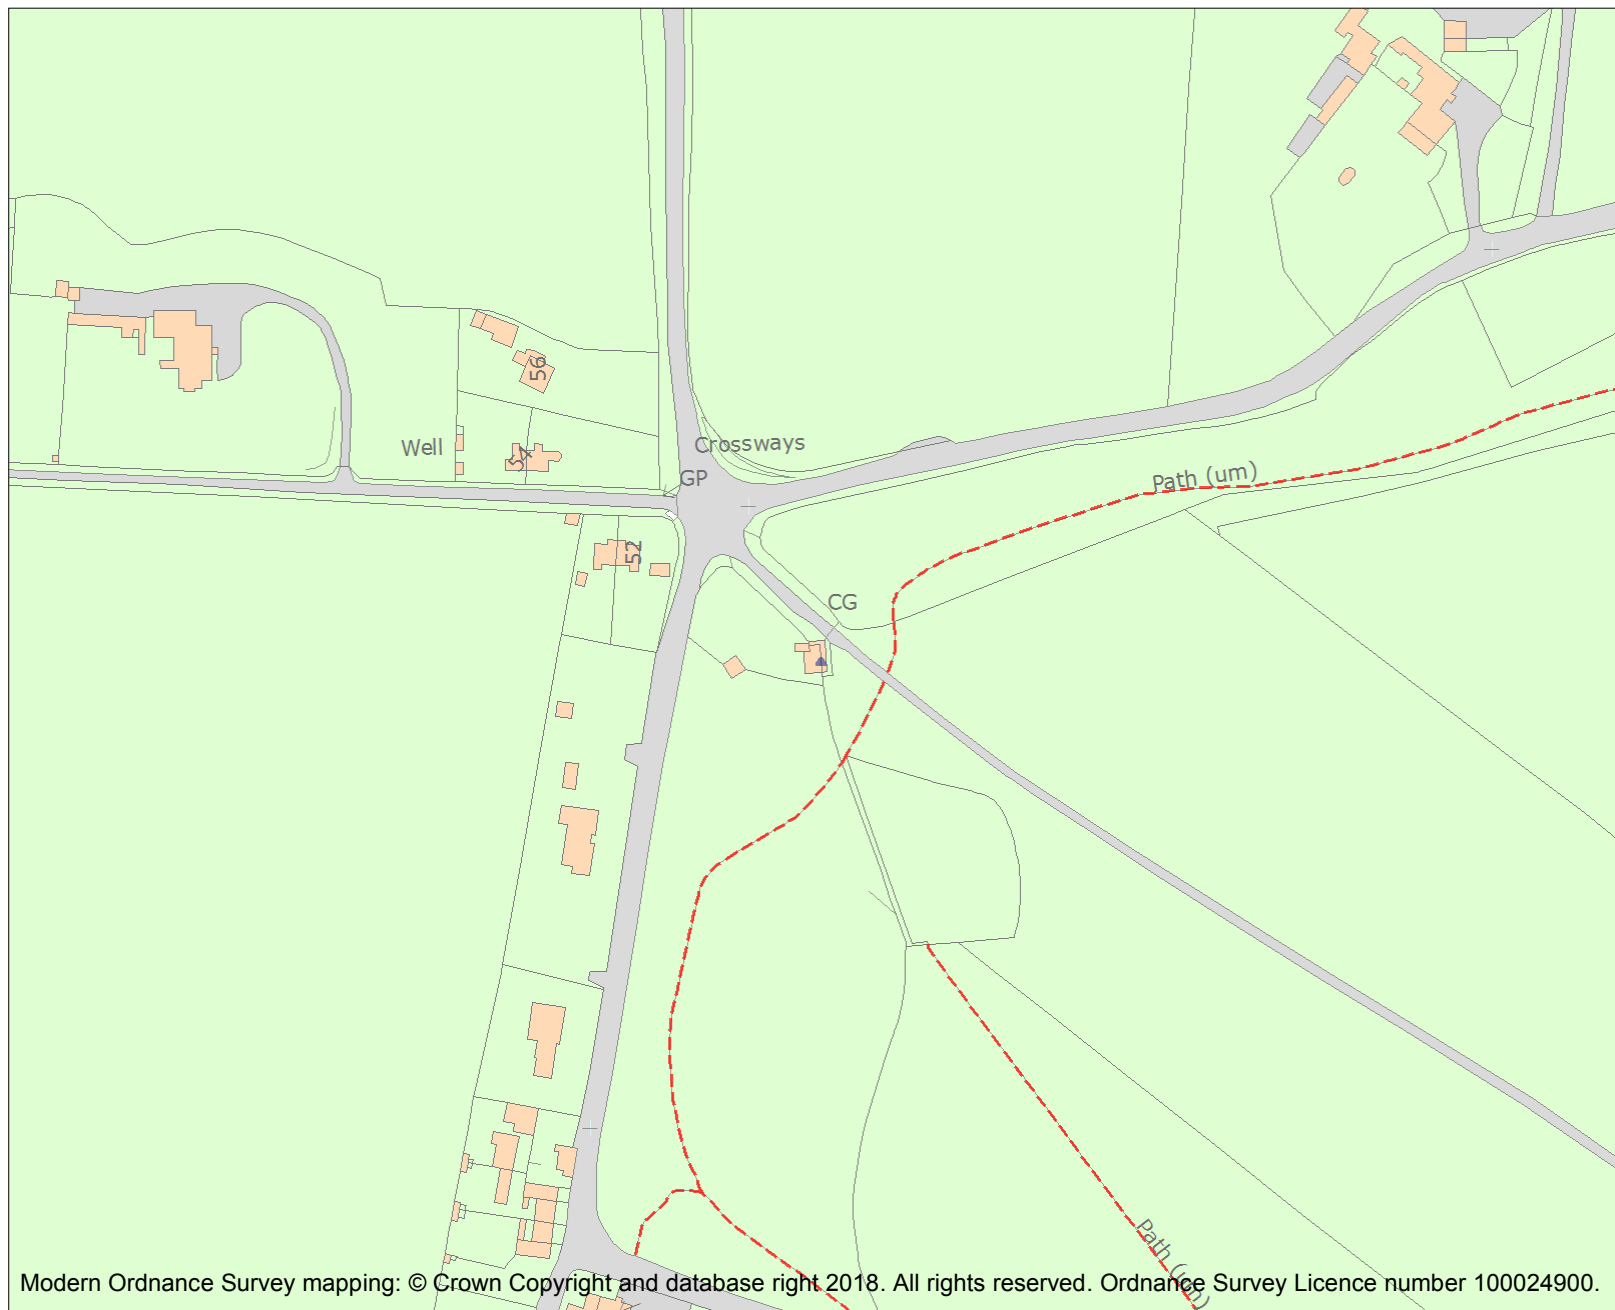 56
Well
54
Crossways
GP
Path (um)
52
CG
Path (um)
Modern Ordnance Survey mapping: © Crown Copyright and database right 2018. All rights reserved. Ordnance Survey Licence number 100024900.